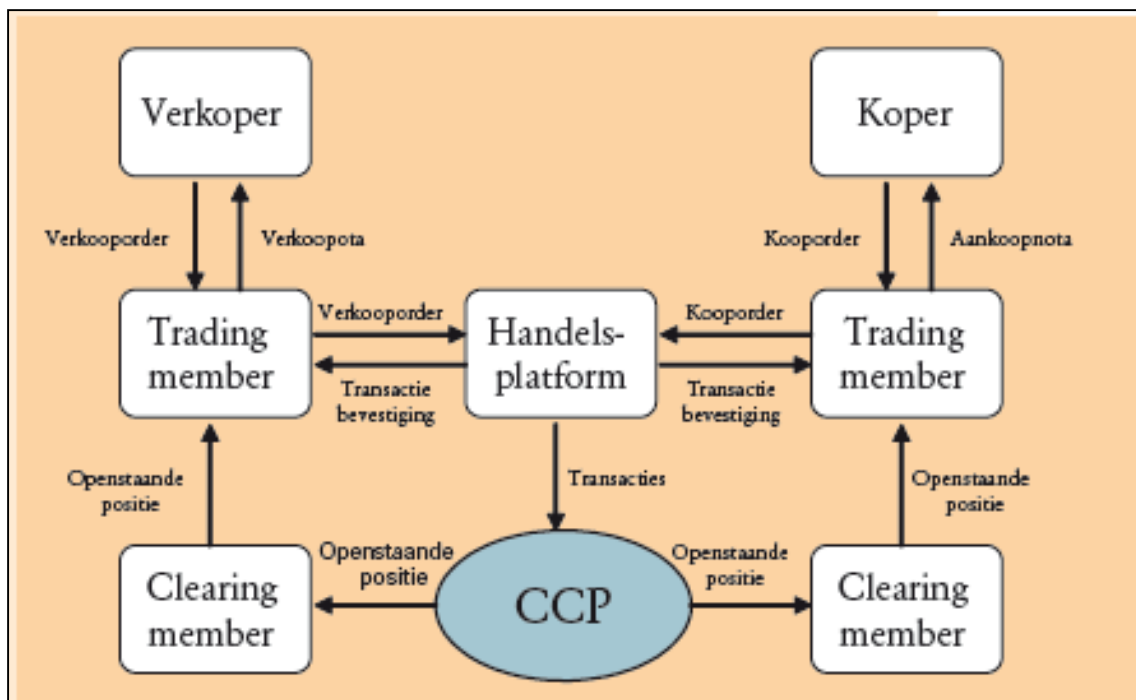 Verkoper
Koper
Verkooporder
Verkoopota
Kooporder
Aankoopnota
Trading
member
Verkooporder
Handels-
platform
Kooporder
Trading
member
Transactie
bevestiging
Transactie
bevestiging
Openstaande
positie
Transacties
Openstaande
positie
Clearing
member
Openstaande
positie
CCP
Openstaande
positie
Clearing
member